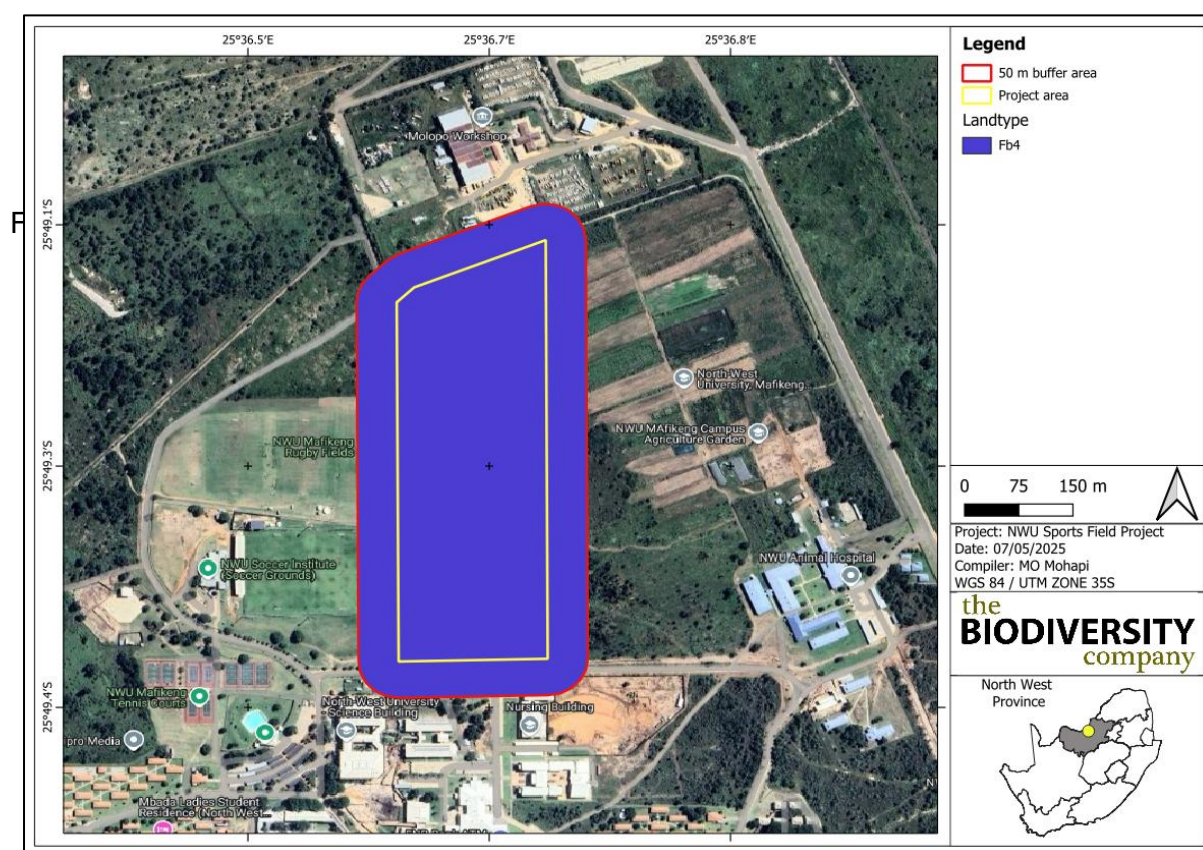 25°36.5'E 25°36.7'E 25°36.8'E
25°49.1'S
25°49.3'S
25°49.4'S
F
Molopo Workshop
North-West
University, Mafikeng...
NWU MAfikeng Campus
Agriculture Garden
NWU Mafikeng
Rugby Fields
NWU Soccer Institute
(Soccer Grounds)
NWU Animal Hospital
NWU Mafikeng
Tennis Courts
North-West University
- Science Building
Nursing Building
pro Media
Mbada Ladies Student
Residence (North West...
Legend
50 m buffer area
Project area
Landtype
Fb4
0 75 150 m
Project: NWU Sports Field Project
Date: 07/05/2025
Compiler: MO Mohapi
WGS 84 / UTM ZONE 35S
the
BIODIVERSITY
company
North West
Province